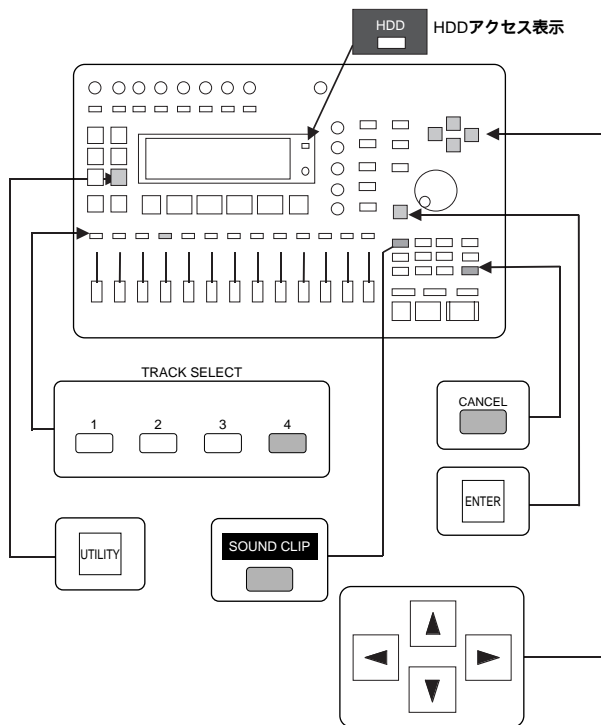 HDD
HDDアクセス表示
TRACK SELECT
1 2 3 4
CANCEL
ENTER
UTILITY
SOUND CLIP